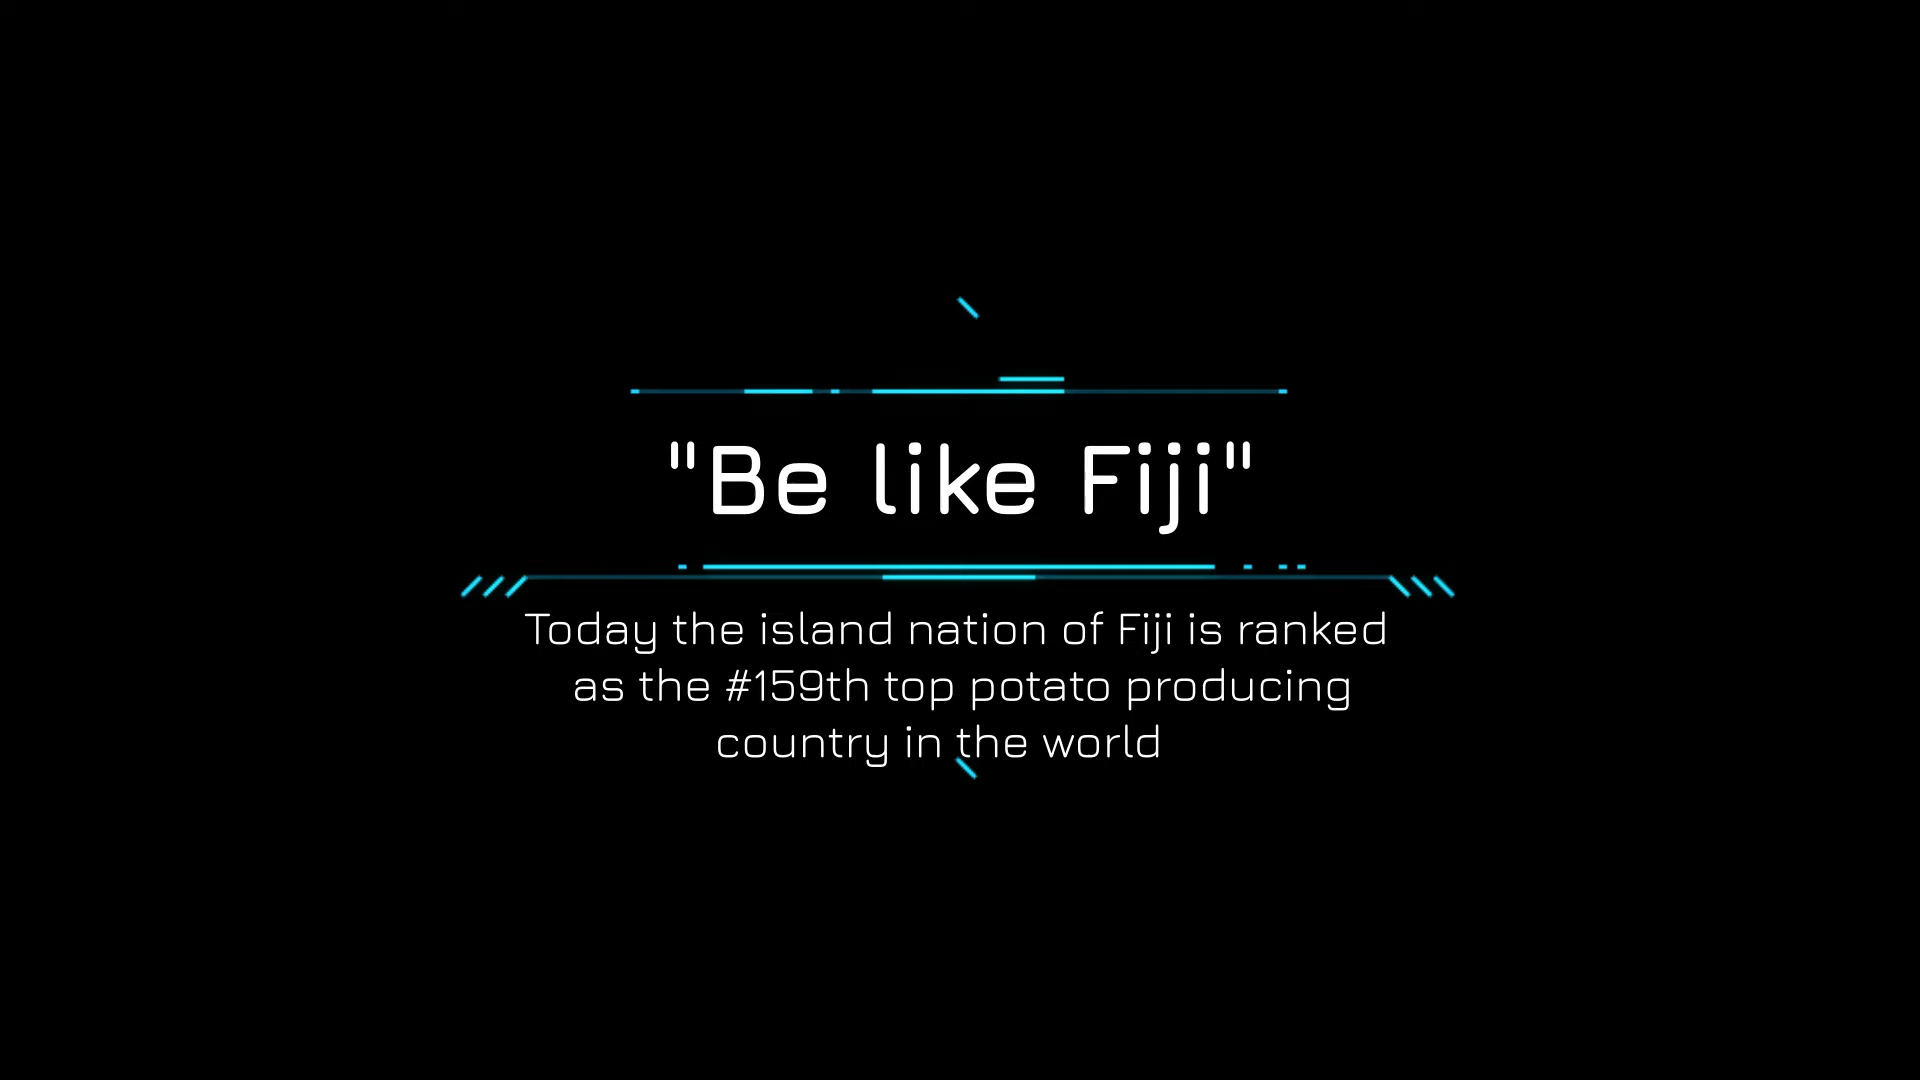 "Be like Fiji"
Today the island nation of Fiji is ranked
as the #159th top potato producing
country in the world